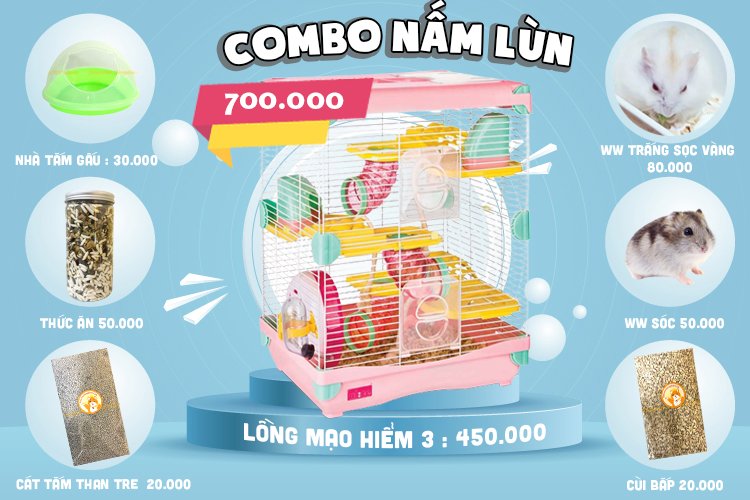 COMBO NẤM LÙN
700.000
NHÀ TẮM GẤU : 30.000
WW TRẮNG SỌC VÀNG
80.000
THỨC ĂN 50.000
WW SÓC 50.000
LỒNG MẠO HIỂM 3 : 450.000
CÁT TẮM THAN TRE 20.000
CÙI BẮP 20.000